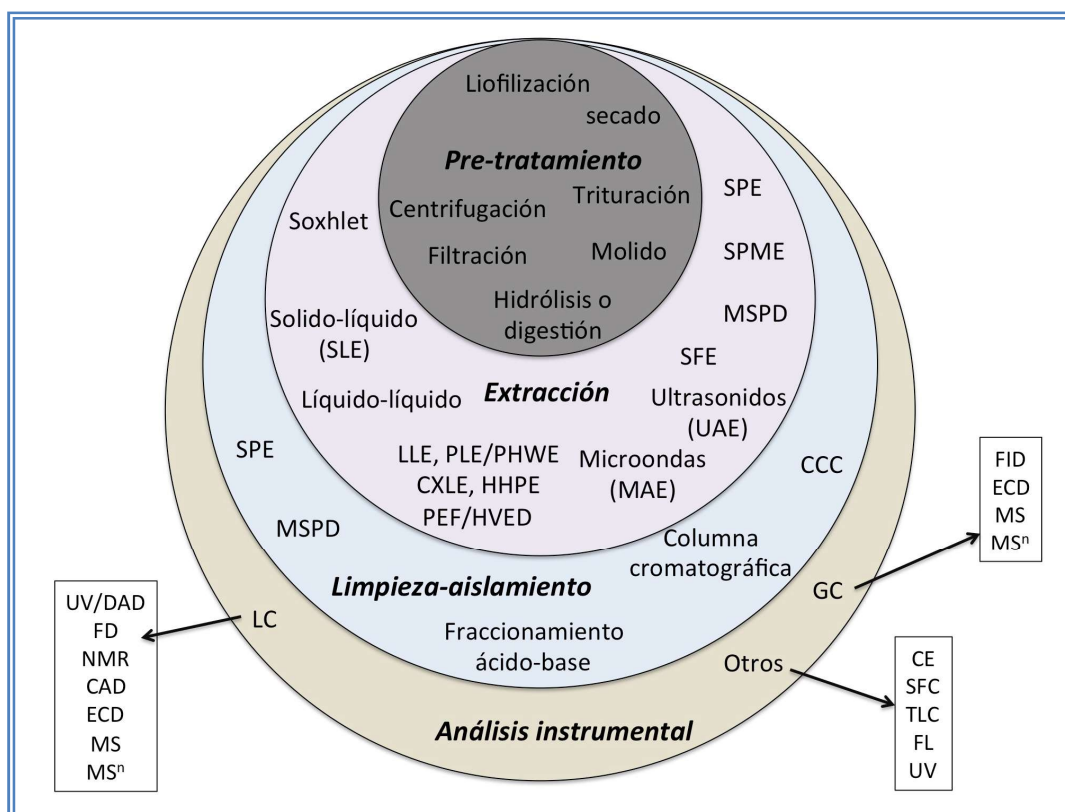 Liofilización
secado
Pre-tratamiento
Trituración
Centrifugación
Filtración
Molido
Hidrólisis o
digestión
Soxhlet
SPE
SPME
MSPD
Solido-líquido
(SLE)
SFE
Líquido-líquido
Extracción
Ultrasonidos
(UAE)
LLE, PLE/PHWE
CXLE, HHPE
PEF/HVED
Microondas
(MAE)
SPE
CCC
MSPD
Columna
cromatográfica
Limpieza-aislamiento
Fraccionamiento
ácido-base
LC
GC
Otros
Análisis instrumental
UV/DAD
FD
NMR
CAD
ECD
MS
MSⁿ
FID
ECD
MS
MSⁿ
CE
SFC
TLC
FL
UV